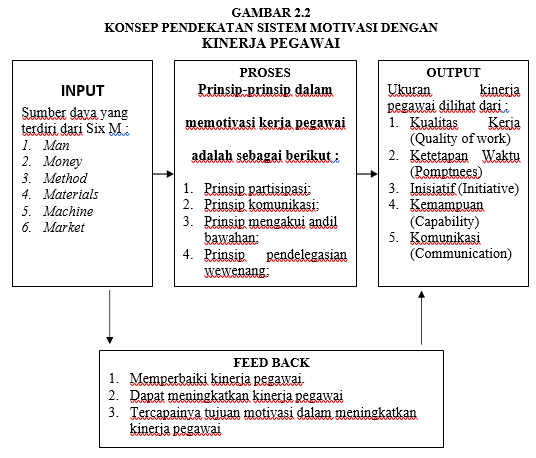 GAMBAR 2.2
KONSEP PENDEKATAN SISTEM MOTIVASI DENGAN
KINERJA PEGAWAI
INPUT
Sumber daya yang
terdiri dari Six M :
1. Man
2. Money
3. Method
4. Materials
5. Machine
6. Market
PROSES
Prinsip-prinsip dalam
memotivasi kerja pegawai
adalah sebagai berikut :
1. Prinsip partisipasi;
2. Prinsip komunikasi;
3. Prinsip mengakui andil
bawahan;
4. Prinsip pendelegasian
wewenang;
OUTPUT
Ukuran kinerja
pegawai dilihat dari :
1. Kualitas Kerja
(Quality of work)
2. Ketetapan Waktu
(Pomptnees)
3. Inisiatif (Initiative)
4. Kemampuan
(Capability)
5. Komunikasi
(Communication)
FEED BACK
1. Memperbaiki kinerja pegawai.
2. Dapat meningkatkan kinerja pegawai
3. Tercapainya tujuan motivasi dalam meningkatkan
kinerja pegawai